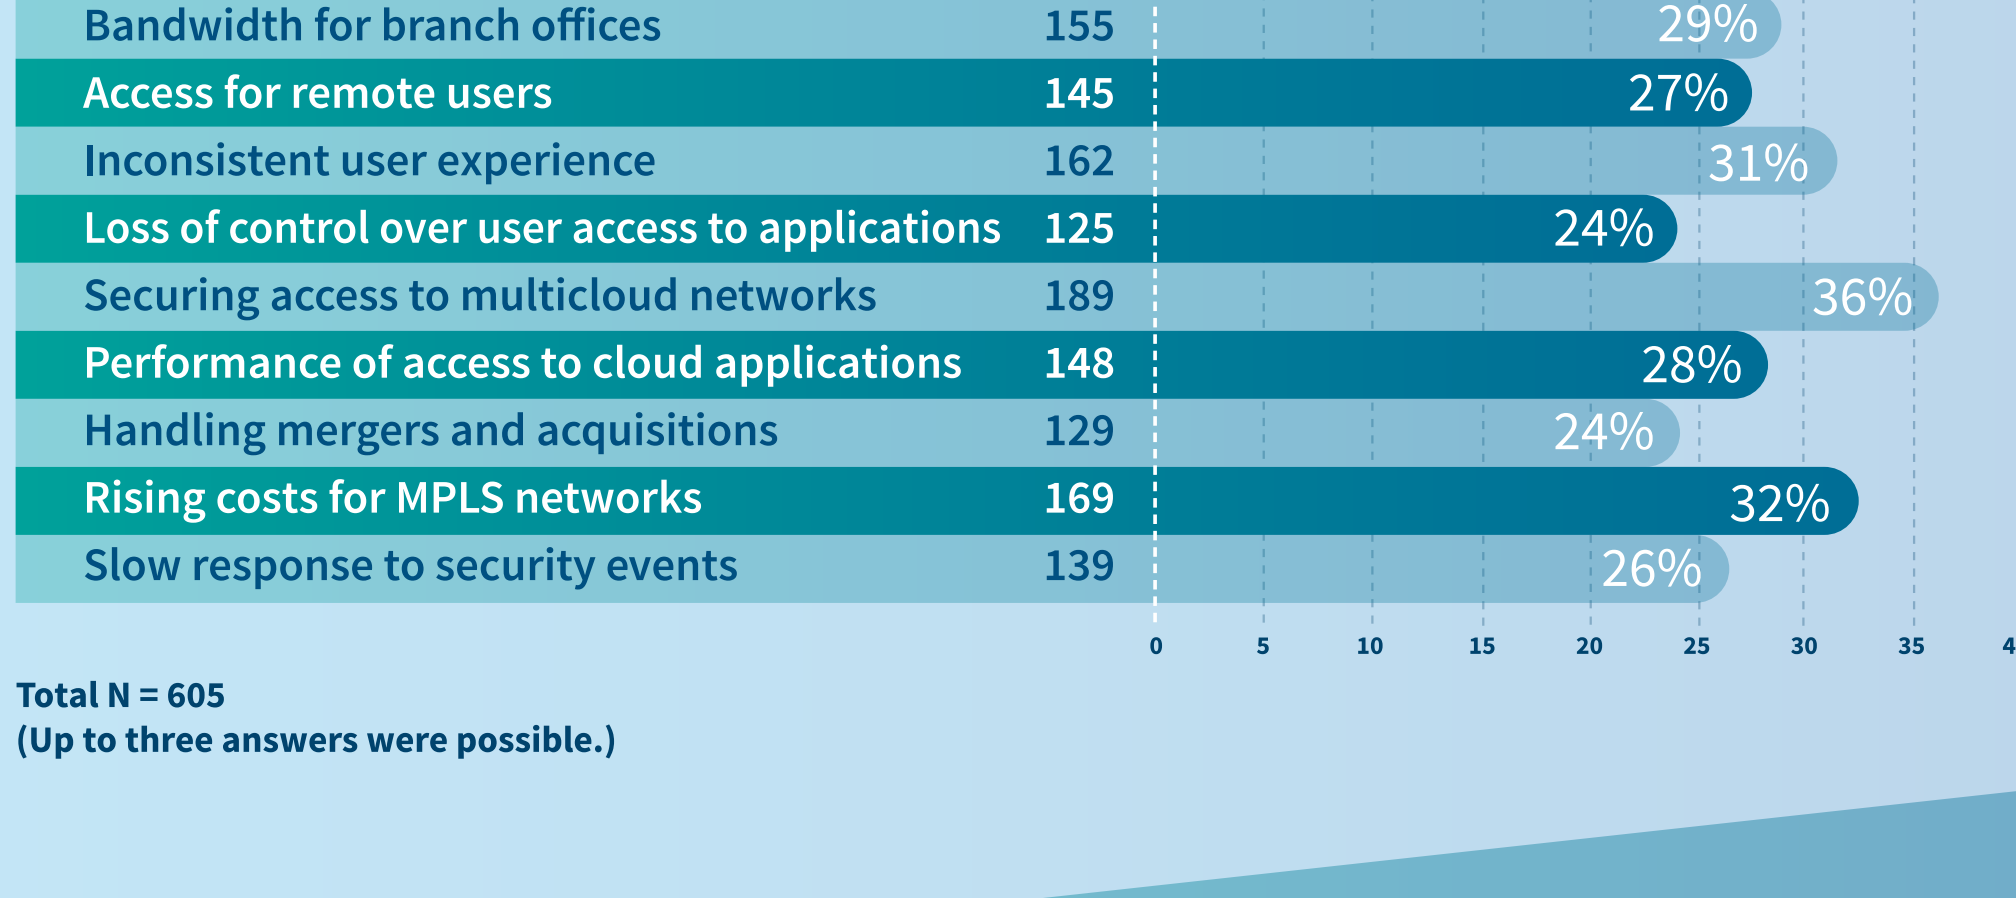 Bandwidth for branch offices 155 29%
Access for remote users 145 27%
Inconsistent user experience 162 31%
Loss of control over user access to applications 125 24%
Securing access to multicloud networks 189 36%
Performance of access to cloud applications 148 28%
Handling mergers and acquisitions 129 24%
Rising costs for MPLS networks 169 32%
Slow response to security events 139 26%
0 5 10 15 20 25 30 35 4
Total N = 605
(Up to three answers were possible.)